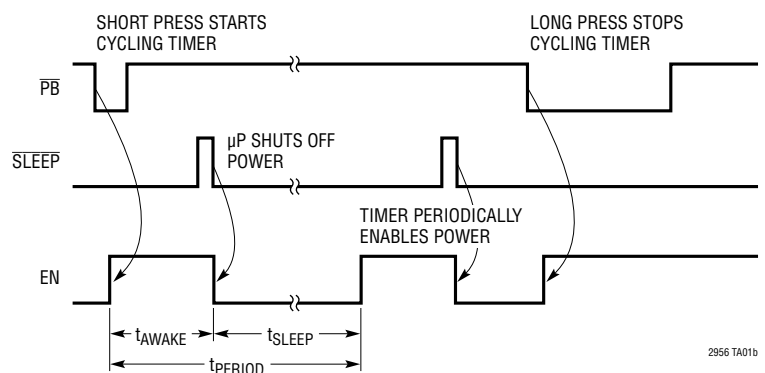 SHORT PRESS STARTS
CYCLING TIMER
LONG PRESS STOPS
CYCLING TIMER
PB
SLEEP
µP SHUTS OFF
POWER
TIMER PERIODICALLY
ENABLES POWER
EN
tAWAKE
tSLEEP
tPERIOD
2956 TA01b